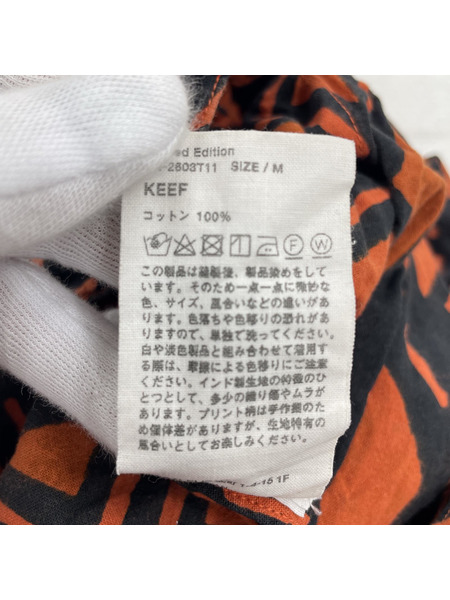 ed Edition
-2603T11 SIZE / M
KEEF
コットン 100%
F W
この製品は縫製後、製品染めをして
います。そのため一点一点に微妙な
色、サイズ、風合いなどの違いがあ
ります。色落ちや色移りの恐れがあ
りますので、単独で洗ってください。
白や淡色製品と組み合わせて着用す
る際は、摩擦による色移りにご注意
ください。インド製生地の特徴のひ
とつとして、多少の織り傷やムラが
あります。プリント柄は手作業のた
め個体差がありますが、生地特有の
風合いとしてお楽しみください。
-15 1F